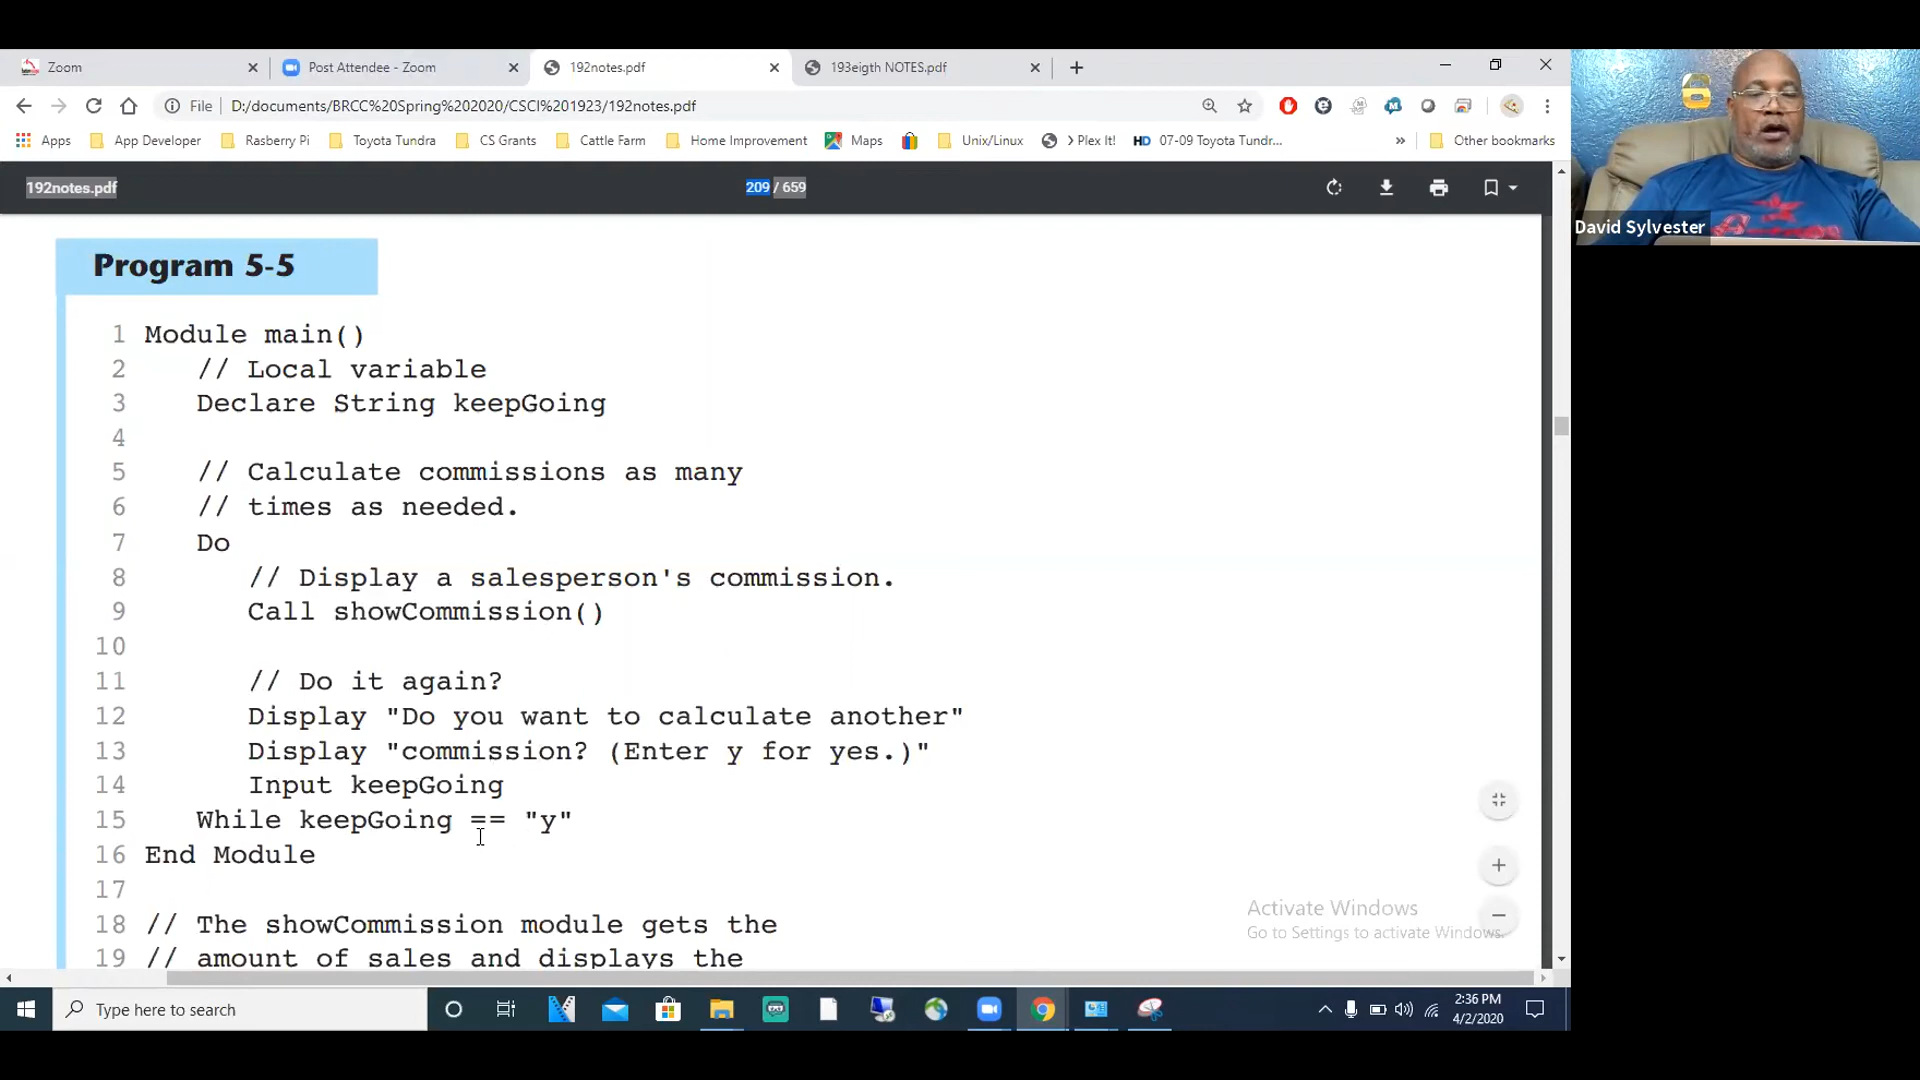 Zoom
Post Attendee - Zoom
192notes.pdf
193eigth NOTES.pdf
File
D:/documents/BRCC%20Spring%202020/CSCI%201923/192notes.pdf
Apps
App Developer
Rasberry Pi
Toyota Tundra
CS Grants
Cattle Farm
Home Improvement
Maps
Unix/Linux
> Plex It!
HD
07-09 Toyota Tundr...
»
Other bookmarks
192notes.pdf
209 / 659
David Sylvester
Program 5-5
1 Module main()
2 // Local variable
3 Declare String keepGoing
4
5 // Calculate commissions as many
6 // times as needed.
7 Do
8 // Display a salesperson's commission.
9 Call showCommission()
10
11 // Do it again?
12 Display "Do you want to calculate another"
13 Display "commission? (Enter y for yes.)"
14 Input keepGoing
15 While keepGoing == "y"
16 End Module
17
18 // The showCommission module gets the
19 // amount of sales and displays the
Activate Windows
Go to Settings to activate Windows.
Type here to search
2:36 PM
4/2/2020